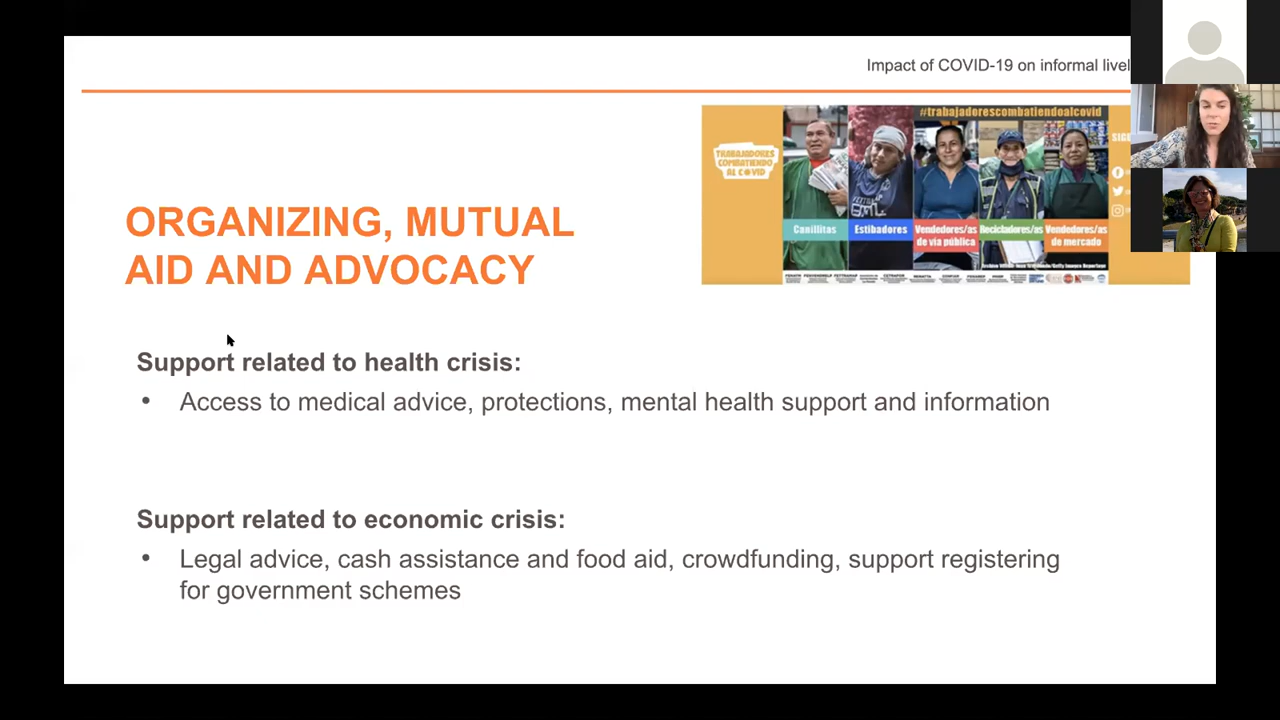 Impact of COVID-19 on informal livel
#trabajadorescombatiendoalcovid
TRABAJADORES
COMBATIENDO
AL COVID
Canillitas
Estibadores
Vendedores/as
de via pública
Recicladores/as
Vendedores/as
de mercado
ORGANIZING, MUTUAL
AID AND ADVOCACY
Support related to health crisis:
• Access to medical advice, protections, mental health support and information
Support related to economic crisis:
• Legal advice, cash assistance and food aid, crowdfunding, support registering
for government schemes